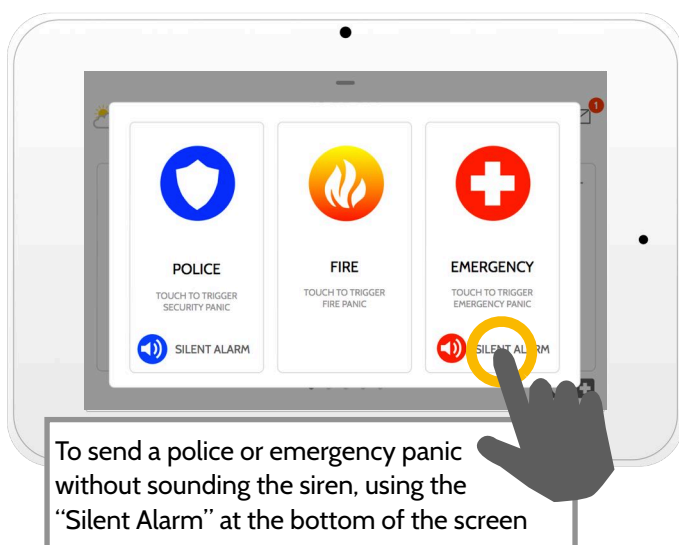 1
POLICE
TOUCH TO TRIGGER
SECURITY PANIC
SILENT ALARM
FIRE
TOUCH TO TRIGGER
FIRE PANIC
EMERGENCY
TOUCH TO TRIGGER
EMERGENCY PANIC
SILENT ALARM
To send a police or emergency panic
without sounding the siren, using the
“Silent Alarm” at the bottom of the screen